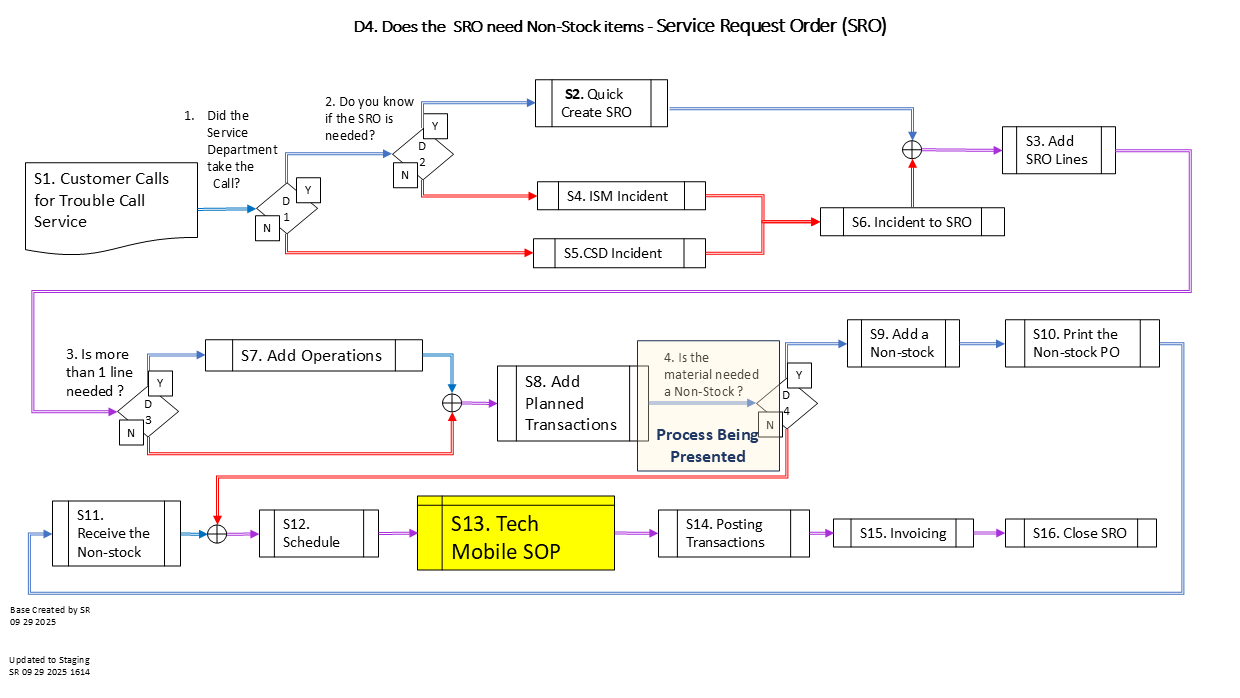 D4. Does the SRO need Non-Stock items - Service Request Order (SRO)
1. Did the
Service
Department
take the
Call?
2. Do you know
if the SRO is
needed?
S2. Quick
Create SRO
Y
D
2
N
S3. Add
SRO Lines
S1. Customer Calls
for Trouble Call
Service
Y
D
1
N
S4. ISM Incident
S6. Incident to SRO
S5.CSD Incident
3. Is more
than 1 line
needed ?
S7. Add Operations
Y
D
3
N
S8. Add
Planned
Transactions
4. Is the
material needed
a Non-Stock ?
Y
D
4
N
Process Being
Presented
S9. Add a
Non-stock
S10. Print the
Non-stock PO
S11.
Receive the
Non-stock
S12.
Schedule
S13. Tech
Mobile SOP
S14. Posting
Transactions
S15. Invoicing
S16. Close SRO
Base Created by SR
09 29 2025
Updated to Staging
SR 09 29 2025 1614